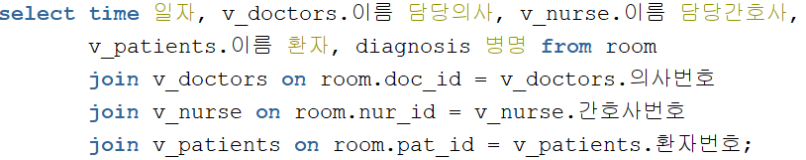 select time 일자, v_doctors.이름 담당의사, v_nurse.이름 담당간호사,
v_patients.이름 환자, diagnosis 병명 from room
join v_doctors on room.doc_id = v_doctors.의사번호
join v_nurse on room.nur_id = v_nurse.간호사번호
join v_patients on room.pat_id = v_patients.환자번호;